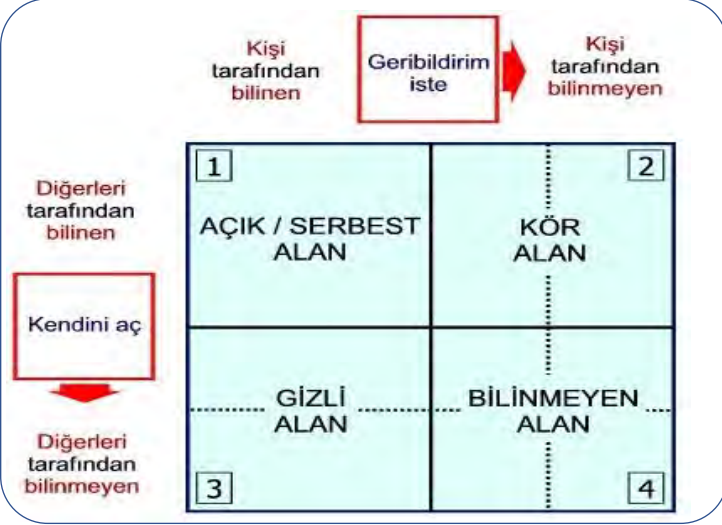 Kişi
tarafından
bilinen
Geribildirim
iste
Kişi
tarafından
bilinmeyen
Diğerleri
tarafından
bilinen
Kendini aç
Diğerleri
tarafından
bilinmeyen
1
AÇIK / SERBEST
ALAN
2
KÖR
ALAN
GİZLİ
ALAN
3
BİLİNMEYEN
ALAN
4